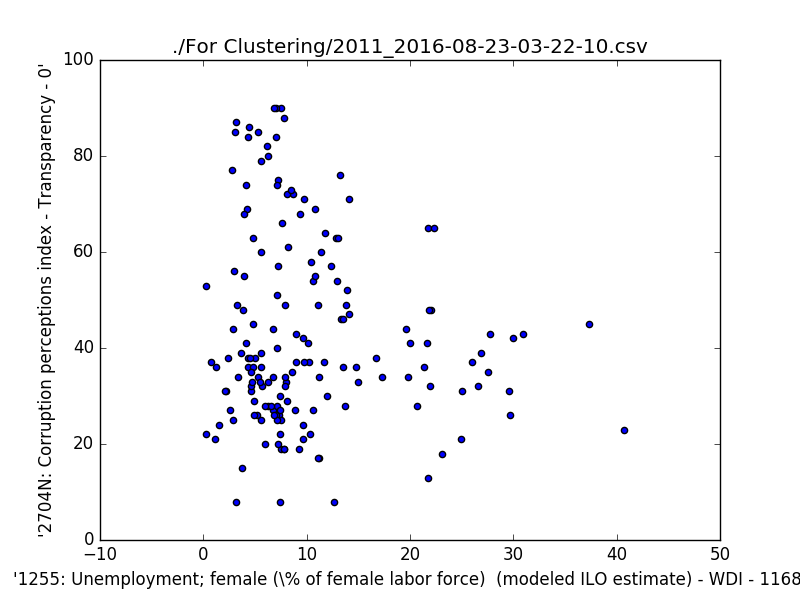 ./For Clustering/2011_2016-08-23-03-22-10.csv
100
80
60
40
20
0
'2704N: Corruption perceptions index - Transparency - 0'
−10 0 10 20 30 40 50
'1255: Unemployment; female (\% of female labor force)  (modeled ILO estimate) - WDI - 1168